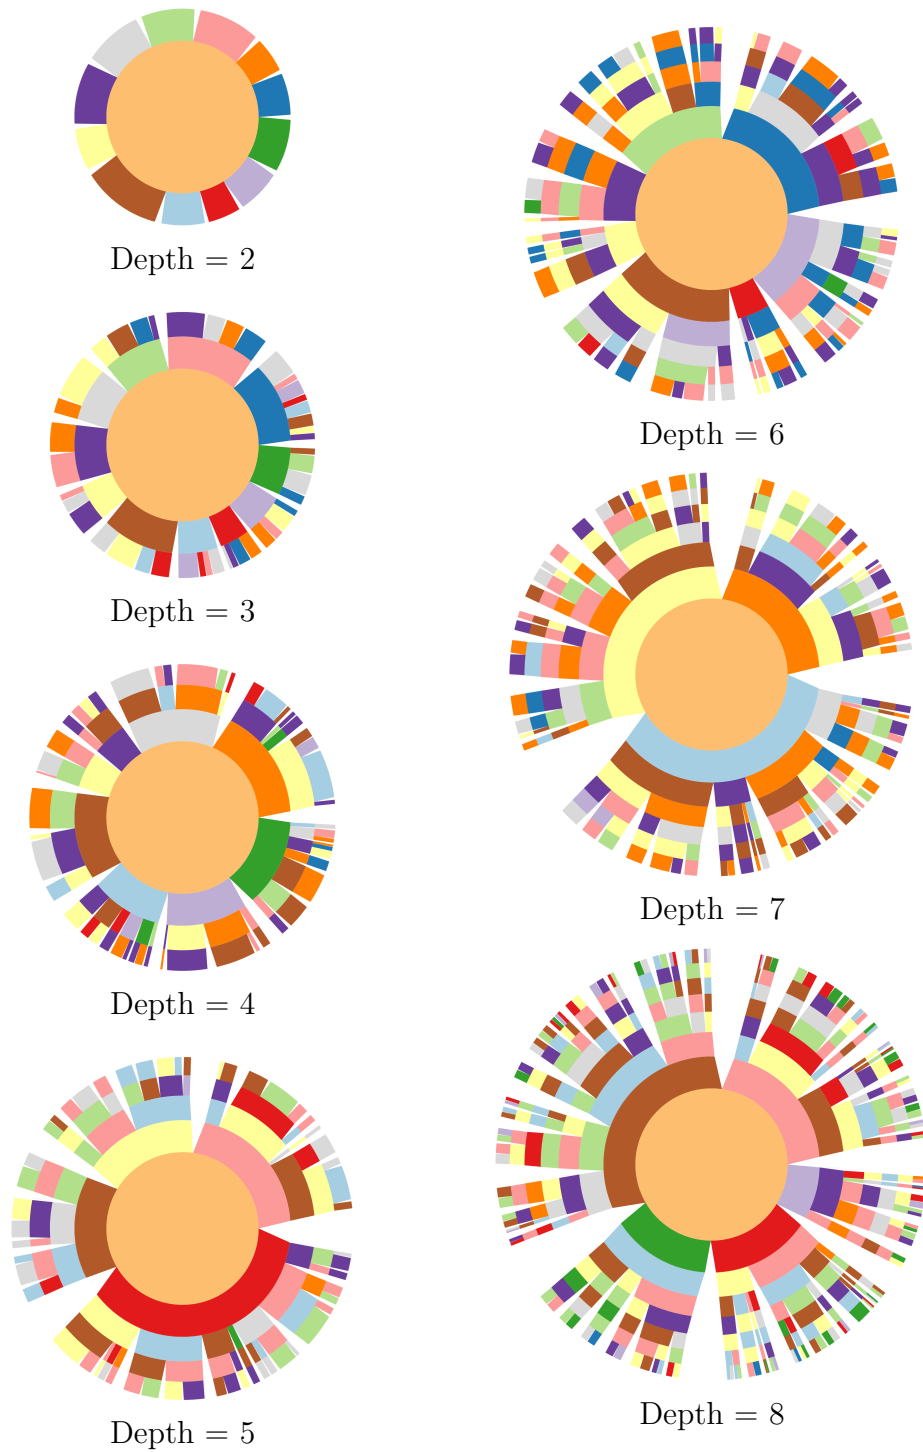 Depth = 2
Depth = 3
Depth = 4
Depth = 5
Depth = 6
Depth = 7
Depth = 8